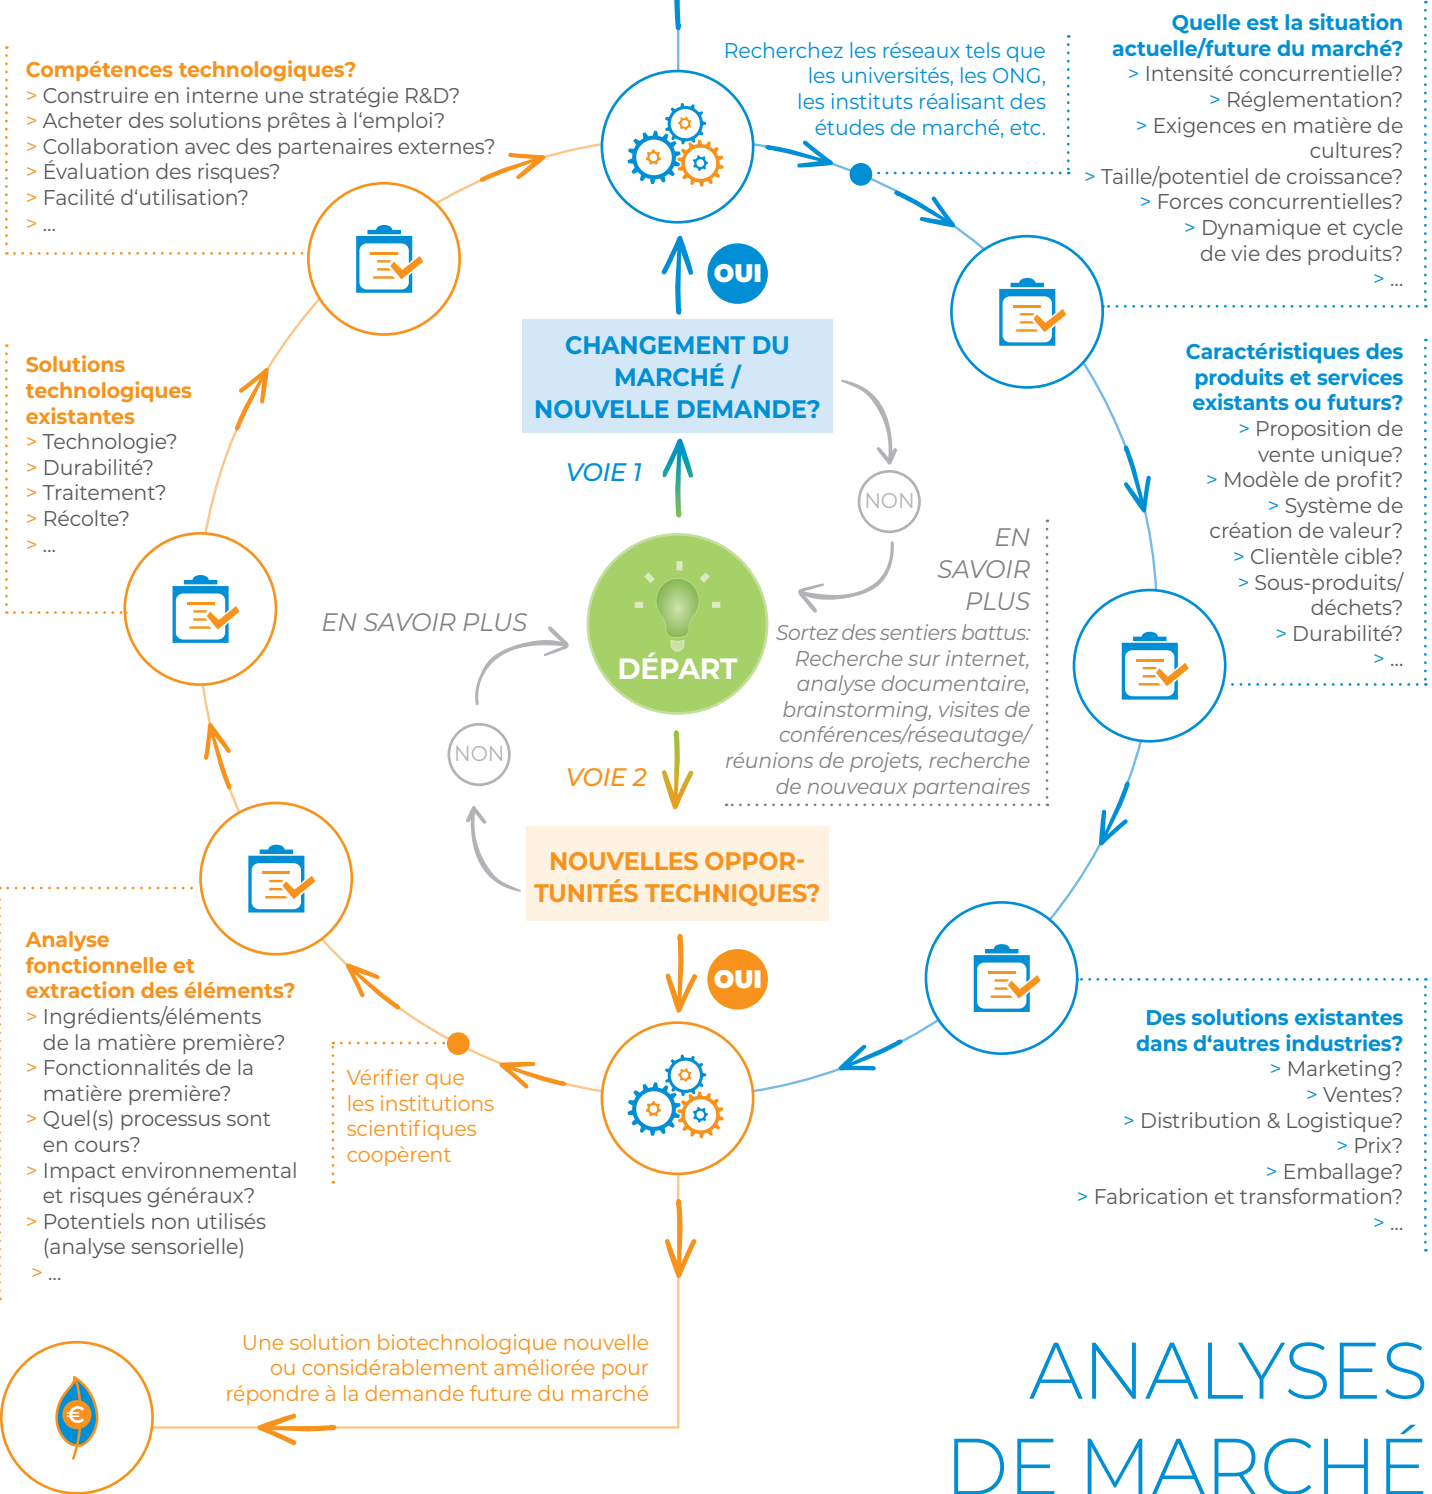 Compétences technologiques?
> Construire en interne une stratégie R&D?
> Acheter des solutions prêtes à l'emploi?
> Collaboration avec des partenaires externes?
> Évaluation des risques?
> Facilité d'utilisation?
> ...
Recherchez les réseaux tels que
les universités, les ONG,
les instituts réalisant des
études de marché, etc.
Quelle est la situation
actuelle/future du marché?
> Intensité concurrentielle?
> Réglementation?
> Exigences en matière de
cultures?
> Taille/potentiel de croissance?
> Forces concurrentielles?
> Dynamique et cycle
de vie des produits?
> ...
OUI
CHANGEMENT DU
MARCHÉ /
NOUVELLE DEMANDE?
VOIE 1
NON
Solutions
technologiques
existantes
> Technologie?
> Durabilité?
> Traitement?
> Récolte?
> ...
Caractéristiques des
produits et services
existants ou futurs?
> Proposition de
vente unique?
> Modèle de profit?
> Système de
création de valeur?
> Clientèle cible?
> Sous-produits/
déchets?
> Durabilité?
> ...
EN
SAVOIR
PLUS
Sortez des sentiers battus:
Recherche sur internet,
analyse documentaire,
brainstorming, visites de
conférences/réseautage/
réunions de projets, recherche
de nouveaux partenaires
EN SAVOIR PLUS
DÉPART
NON
VOIE 2
NOUVELLES OPPOR-
TUNITÉS TECHNIQUES?
OUI
Analyse
fonctionnelle et
extraction des éléments?
> Ingrédients/éléments
de la matière première?
> Fonctionnalités de la
matière première?
> Quel(s) processus sont
en cours?
> Impact environnemental
et risques généraux?
> Potentiels non utilisés
(analyse sensorielle)
> ...
Vérifier que
les institutions
scientifiques
coopèrent
Des solutions existantes
dans d'autres industries?
> Marketing?
> Ventes?
> Distribution & Logistique?
> Prix?
> Emballage?
> Fabrication et transformation?
> ...
Une solution biotechnologique nouvelle
ou considérablement améliorée pour
répondre à la demande future du marché
€
ANALYSES
DE MARCHÉ